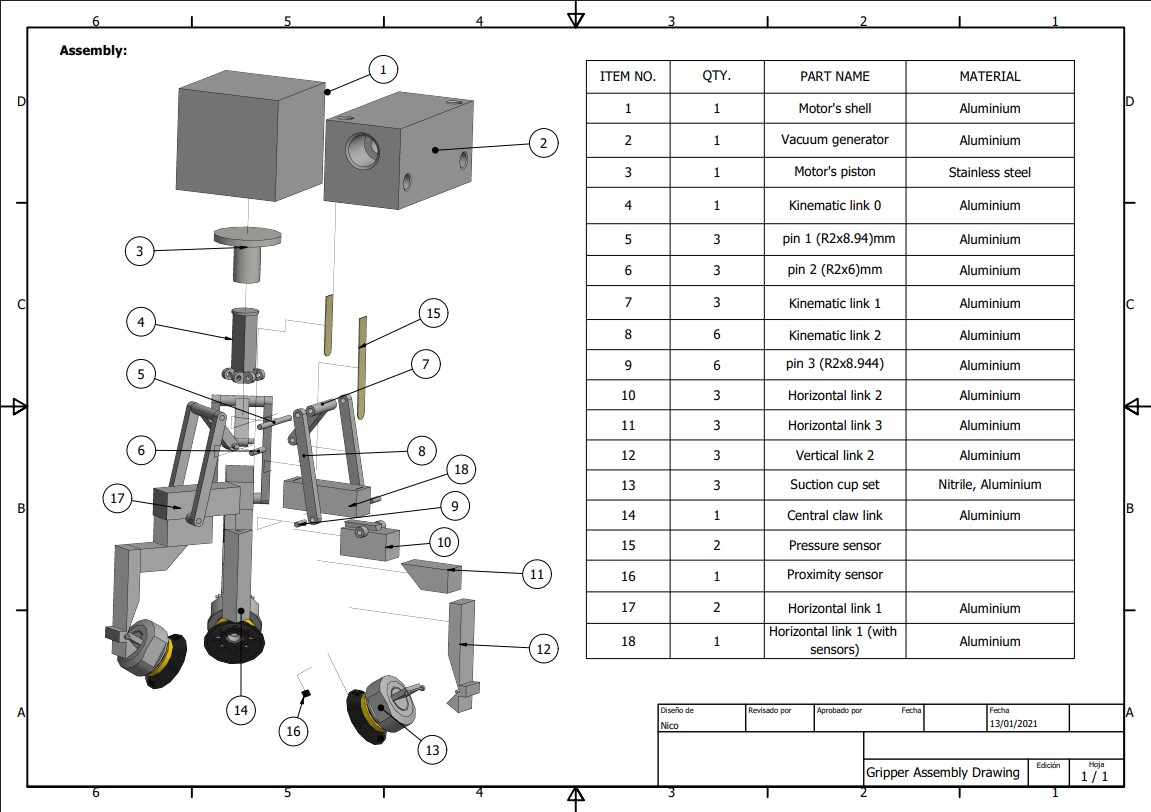 6 5 4 3 2 1
Assembly:
D D
C C
B B
A A
1
2
3
4
15
5
7
6
8
18
17
9
10
11
12
14
16
13
ITEM NO. QTY. PART NAME MATERIAL
1 1 Motor's shell Aluminium
2 1 Vacuum generator Aluminium
3 1 Motor's piston Stainless steel
4 1 Kinematic link 0 Aluminium
5 3 pin 1 (R2x8.94)mm Aluminium
6 3 pin 2 (R2x6)mm Aluminium
7 3 Kinematic link 1 Aluminium
8 6 Kinematic link 2 Aluminium
9 6 pin 3 (R2x8.944) Aluminium
10 3 Horizontal link 2 Aluminium
11 3 Horizontal link 3 Aluminium
12 3 Vertical link 2 Aluminium
13 3 Suction cup set Nitrile, Aluminium
14 1 Central claw link Aluminium
15 2 Pressure sensor
16 1 Proximity sensor
17 2 Horizontal link 1 Aluminium
18 1 Horizontal link 1 (with
sensors) Aluminium
Diseño de Revisado por Aprobado por Fecha Fecha
Nico 13/01/2021
Gripper Assembly Drawing Edición Hoja
1 / 1
6 5 4 3 2 1